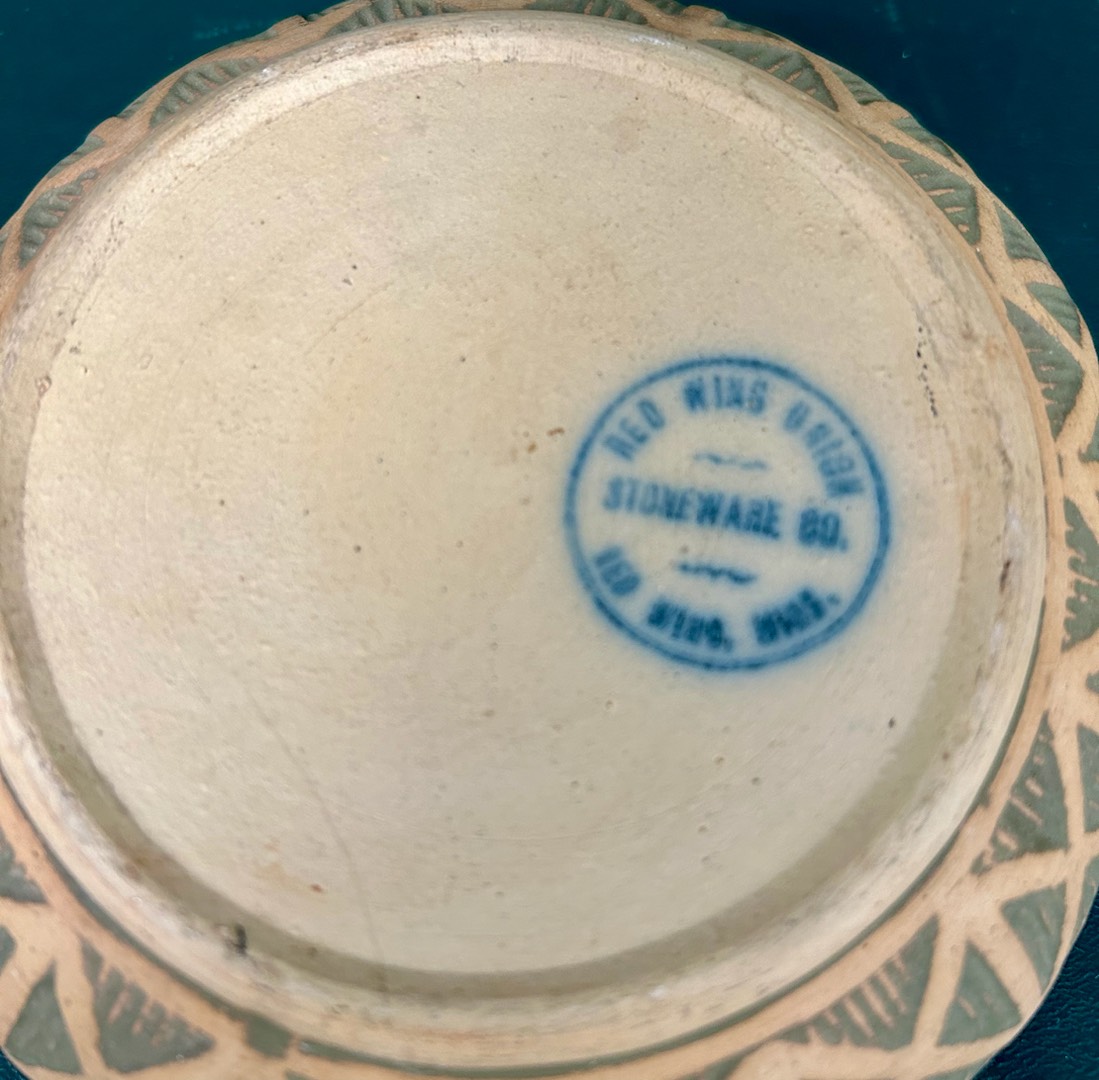 RED WING UNION
STONEWARE CO.
RED WING, MINN.